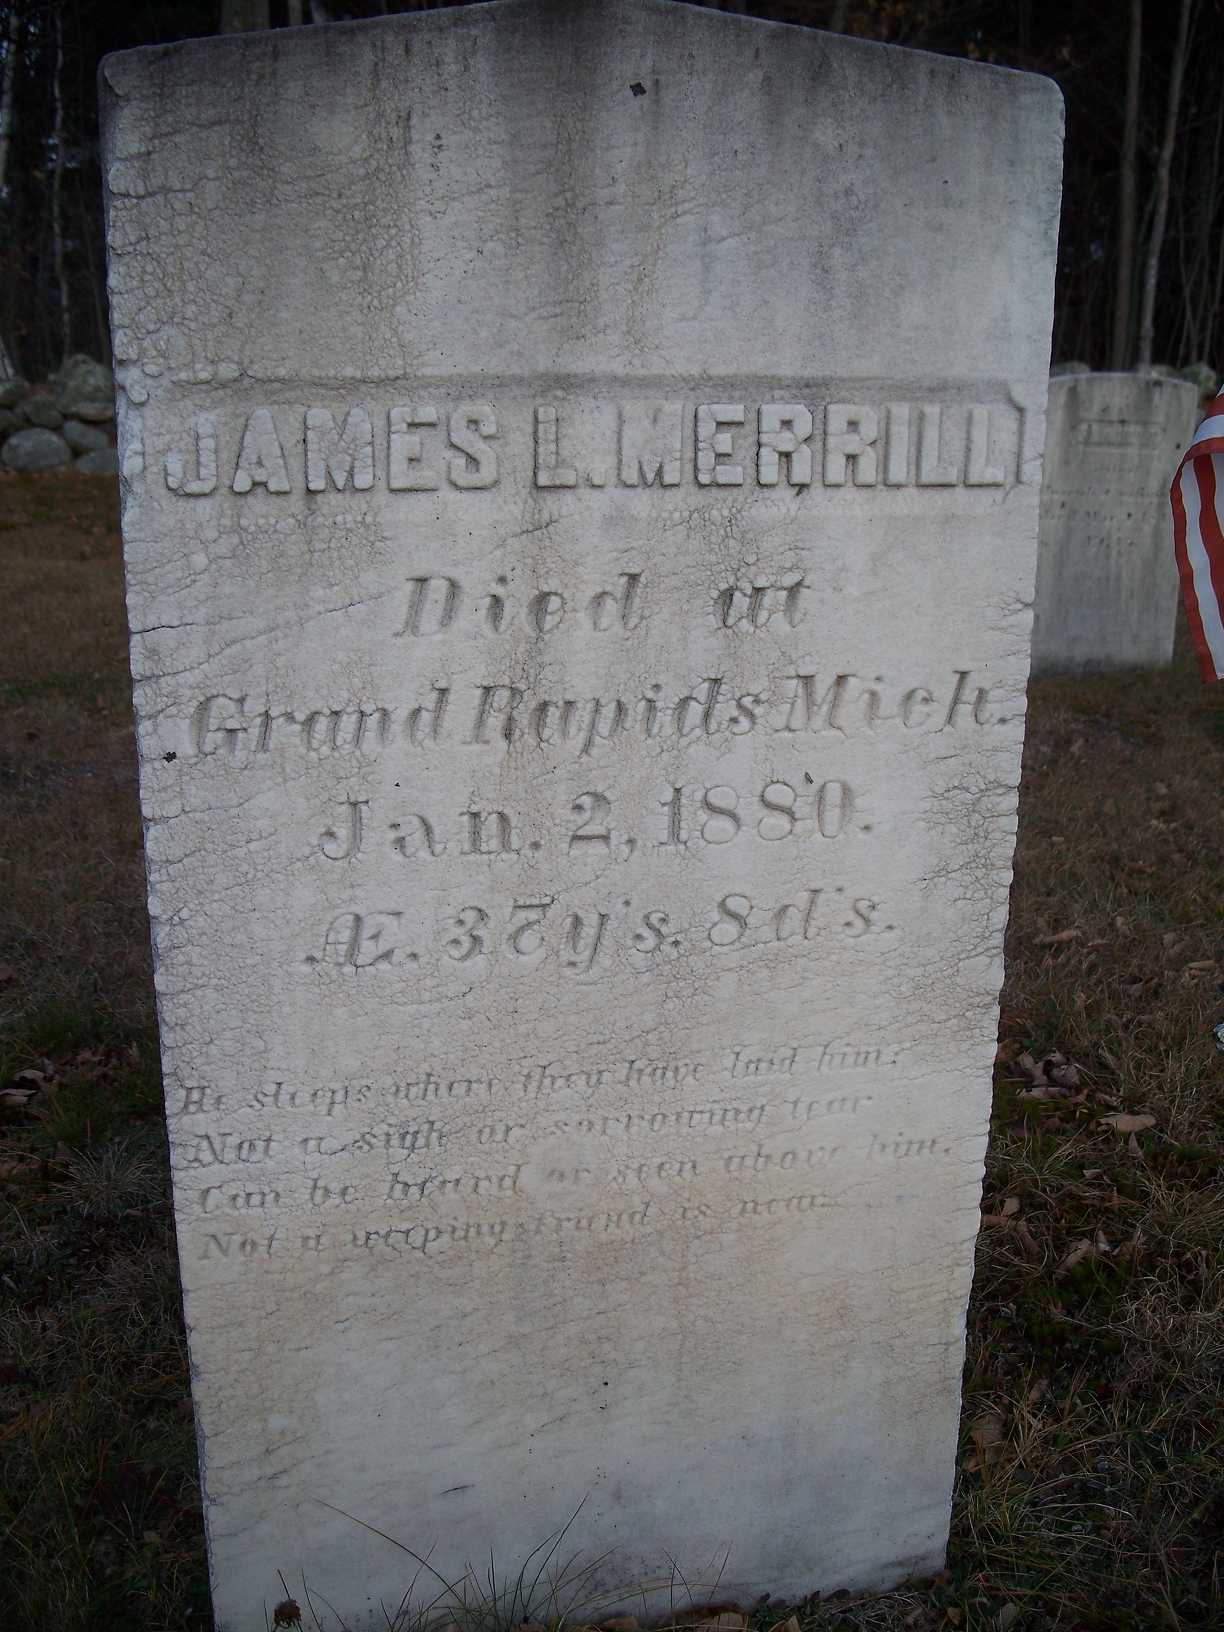 JAMES L. MERRILL
Died at
Grand Rapids Mich.
Jan. 2, 1880.
Æ. 37 y's. 8 d's.
He sleeps where they have laid him;
Not a sigh or sorrowing tear
Can be heard or seen above him,
Not a weeping friend is near